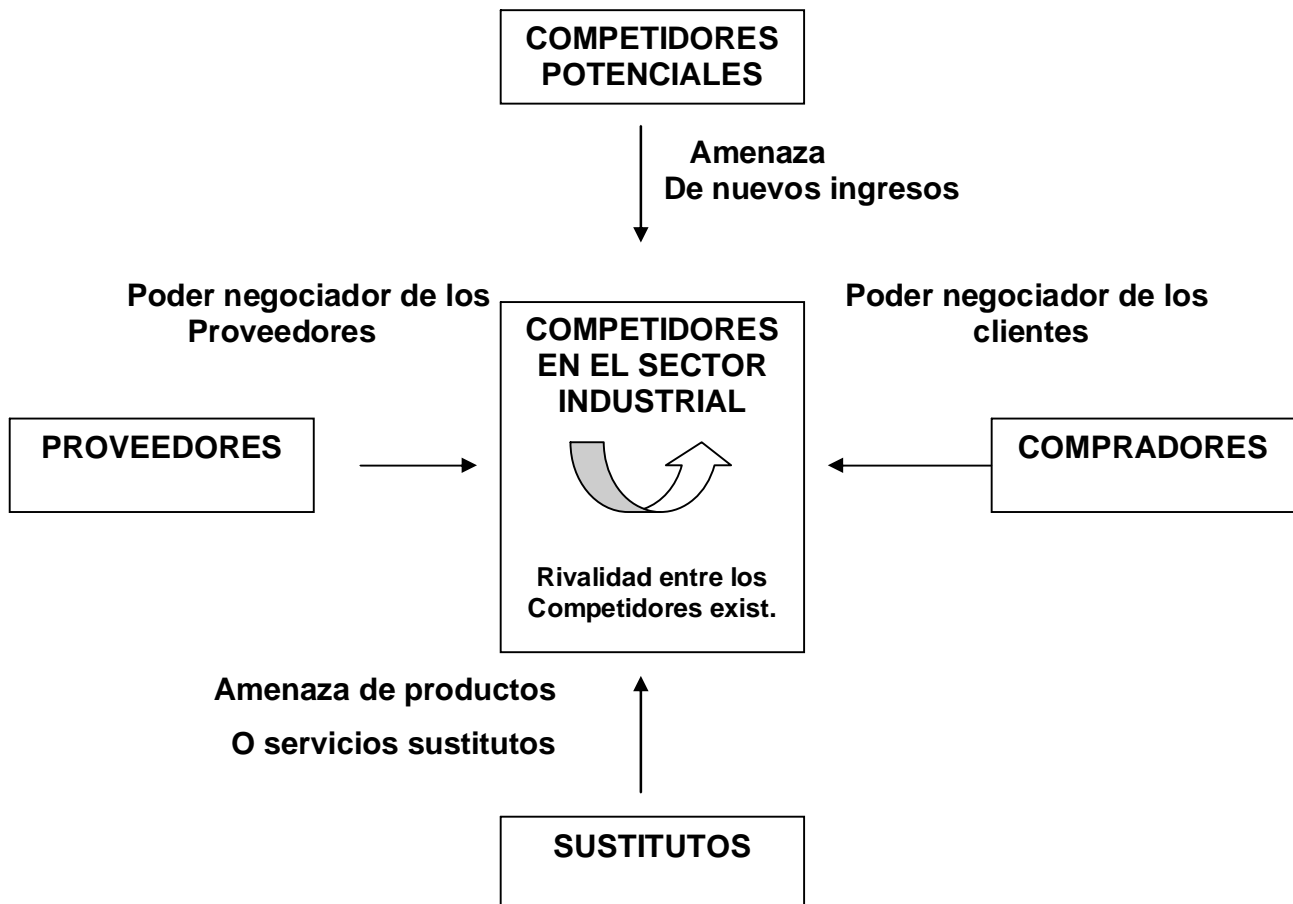 COMPETIDORES
POTENCIALES
Amenaza
De nuevos ingresos
Poder negociador de los
Proveedores
COMPETIDORES
EN EL SECTOR
INDUSTRIAL
Poder negociador de los
clientes
PROVEEDORES
COMPRADORES
Rivalidad entre los
Competidores exist.
Amenaza de productos
O servicios sustitutos
SUSTITUTOS